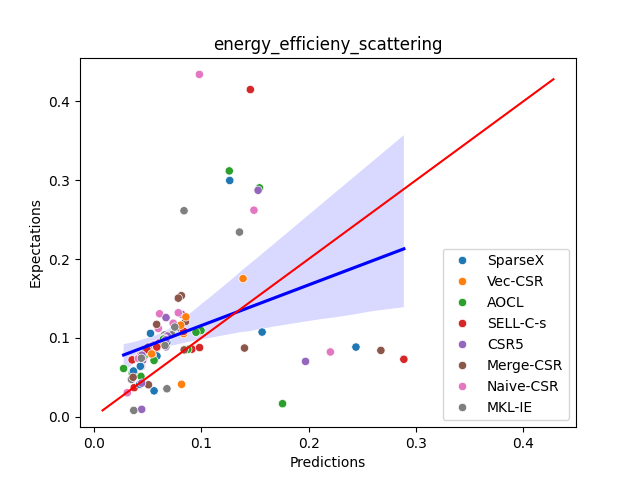 energy_efficieny_scattering
Expectations
0.4
0.3
0.2
0.1
0.0
0.0 0.1 0.2 0.3 0.4
Predictions
SparseX
Vec-CSR
AOCL
SELL-C-s
CSR5
Merge-CSR
Naive-CSR
MKL-IE